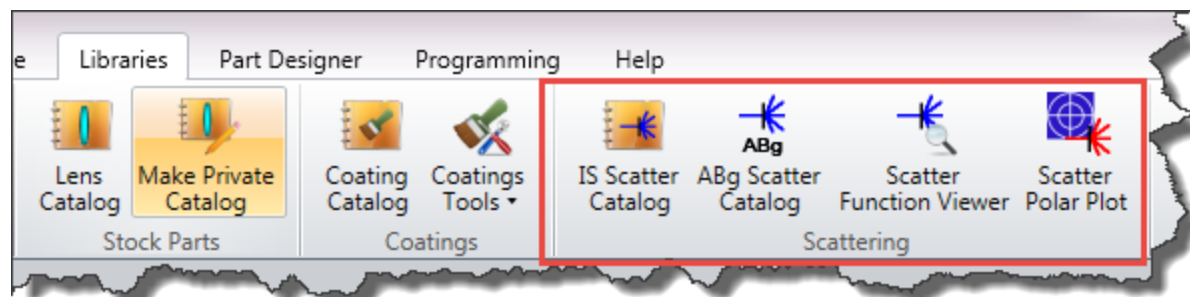 e Libraries Part Designer Programming Help
ABg
Lens Make Private Coating Coatings IS Scatter ABg Scatter Scatter Scatter
Catalog Catalog Catalog Tools Catalog Catalog Function Viewer Polar Plot
Stock Parts Coatings Scattering